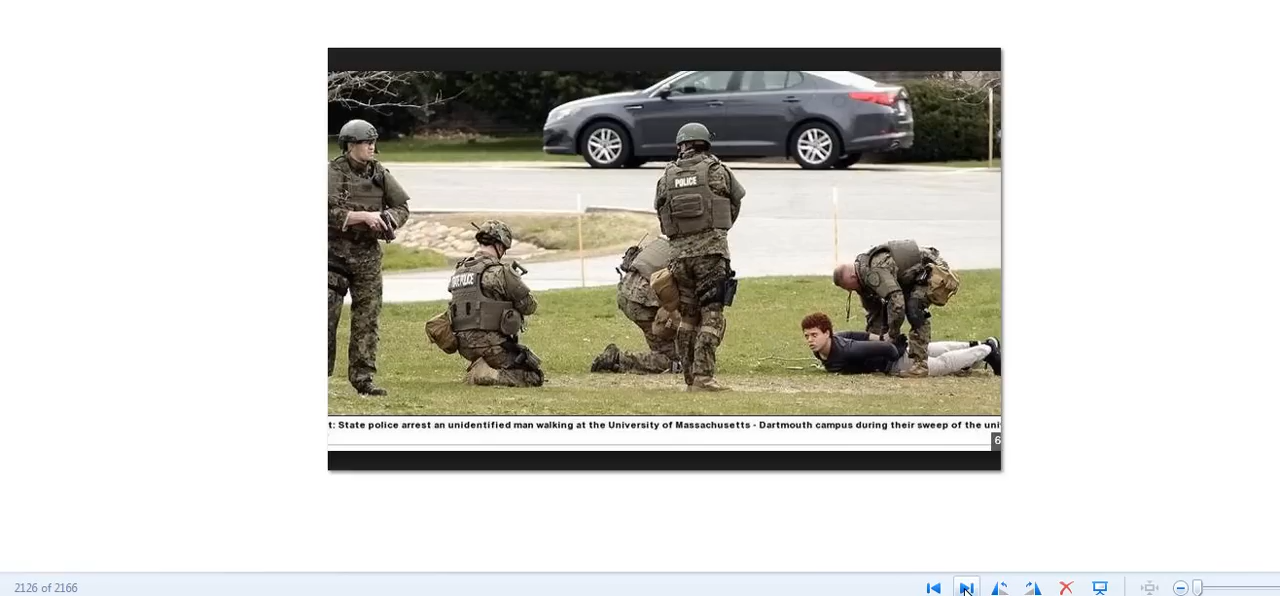 POLICE
t: State police arrest an unidentified man walking at the University of Massachusetts - Dartmouth campus during their sweep of the uni
6
2126 of 2166